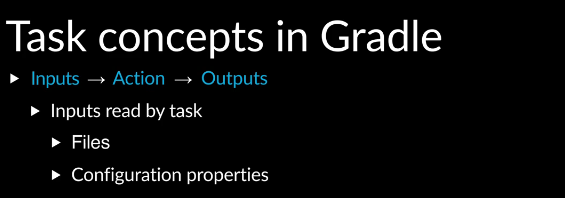 Task concepts in Gradle
Inputs → Action → Outputs
Inputs read by task
Files
Configuration properties